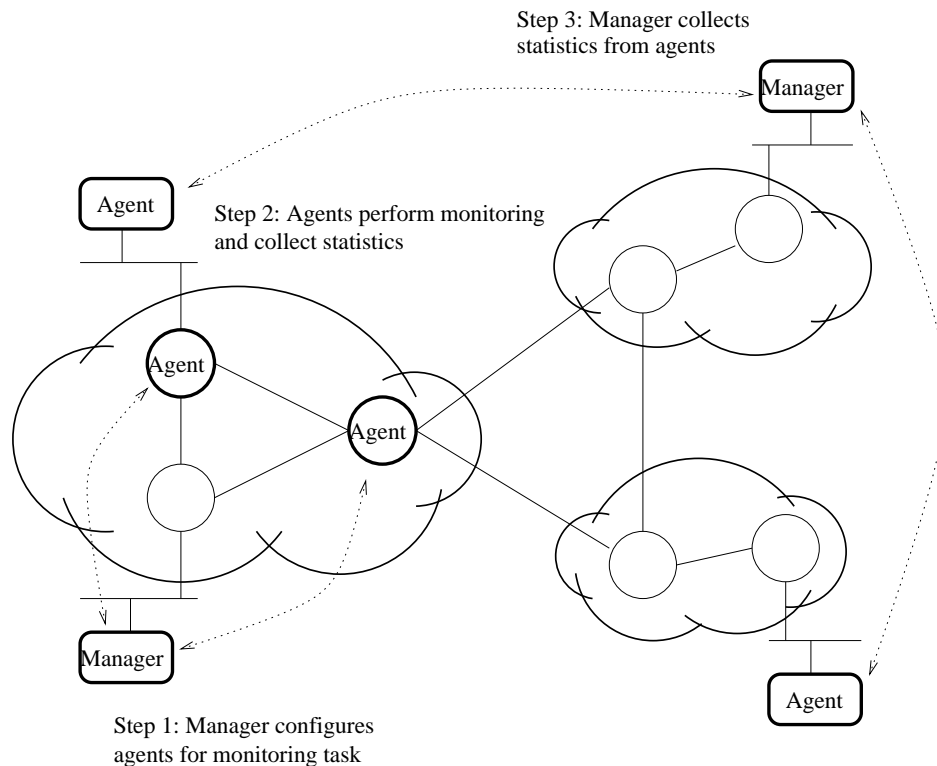 Step 3: Manager collects
statistics from agents
Manager
Agent
Step 2: Agents perform monitoring
and collect statistics
Agent
Agent
Manager
Agent
Step 1: Manager configures
agents for monitoring task